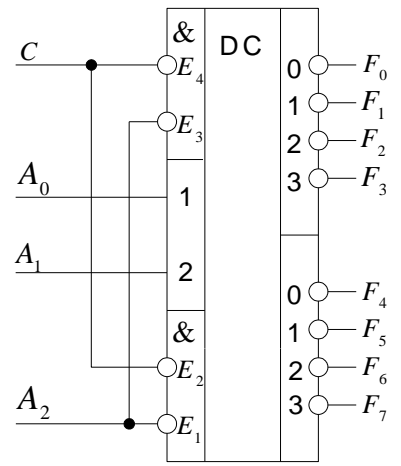 & DC
C E₄ 0 F₀
E₃ 1 F₁
2 F₂
A₀ 1 3 F₃
A₁ 2
0 F₄
& 1 F₅
E₂ 2 F₆
A₂ E₁ 3 F₇